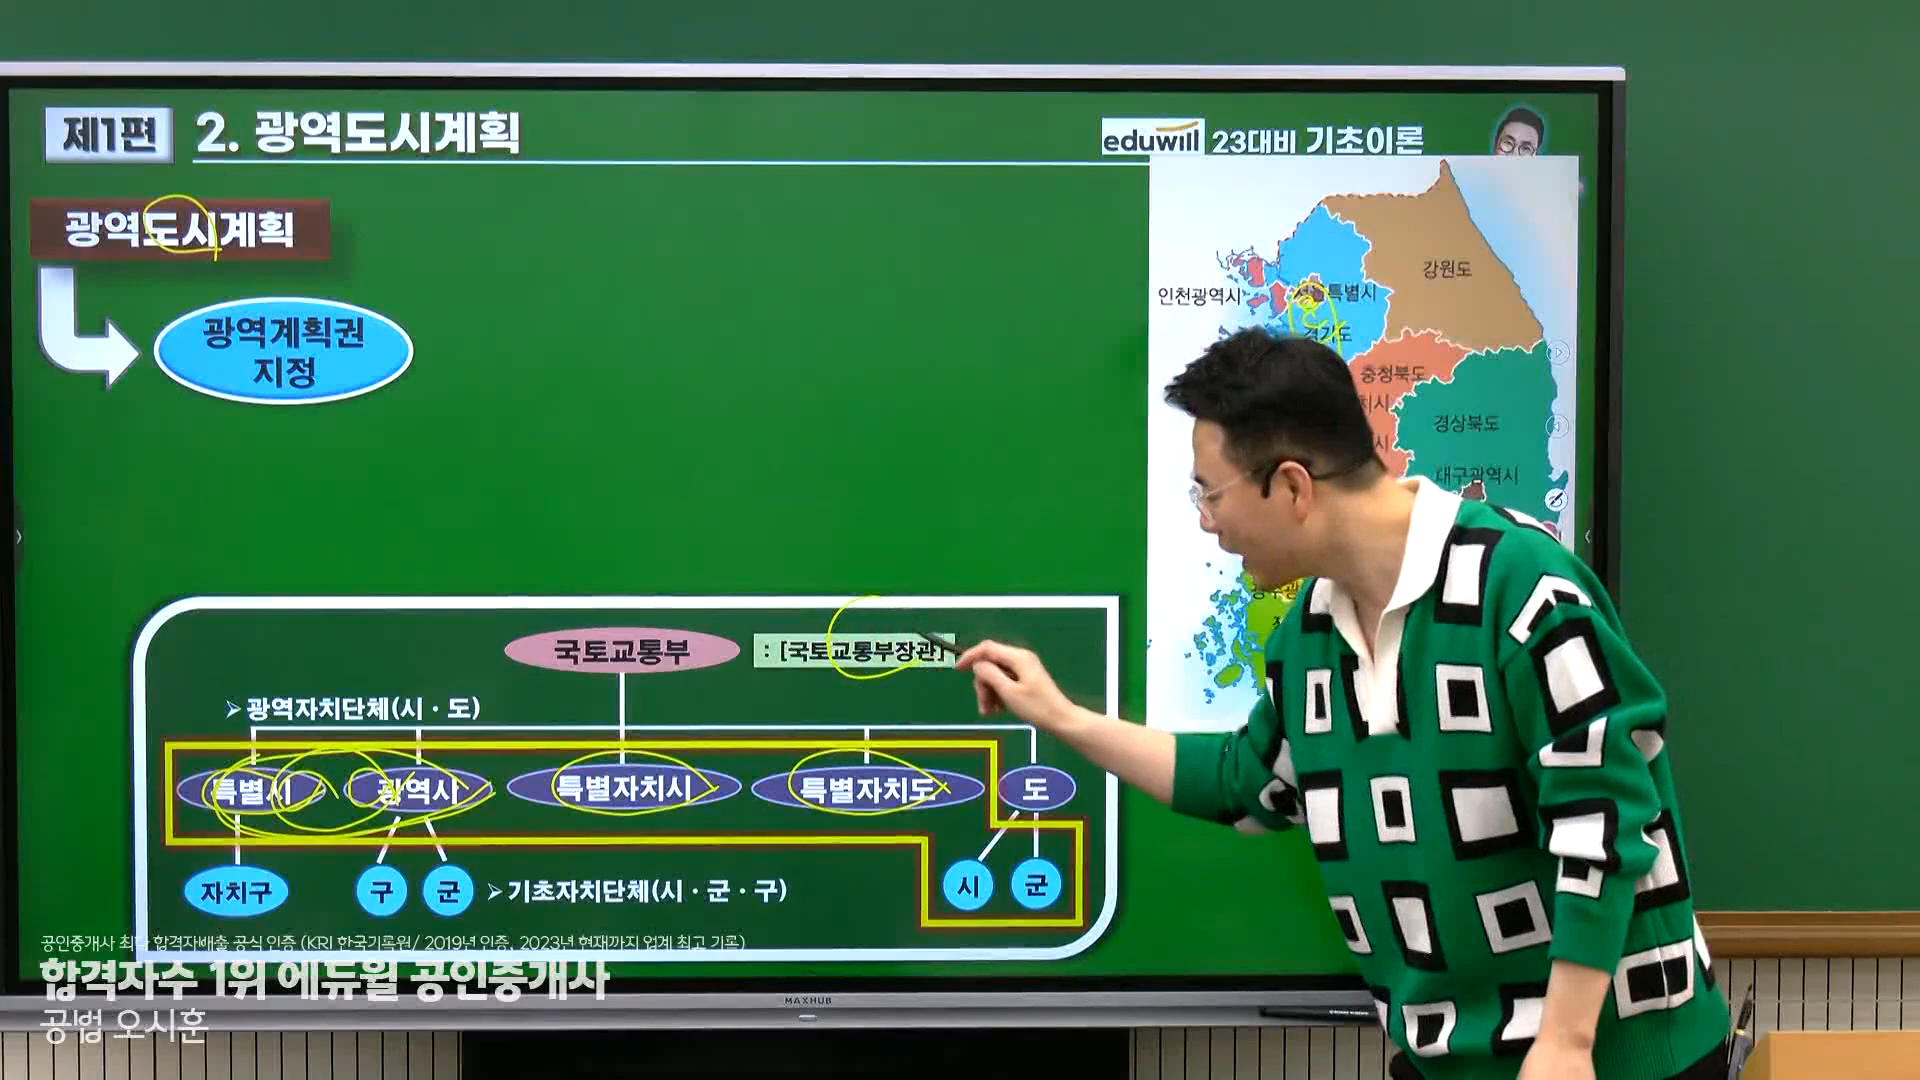 제1편
2. 광역도시계획
eduwill 23대비 기초이론
광역도시계획
광역계획권
지정
강원도
인천광역시
서울특별시
경기도
충청북도
경상북도
대구광역시
국토교통부
: [국토교통부장관]
➢ 광역자치단체(시 · 도)
특별시
광역시
특별자치시
특별자치도
도
자치구
구
군
➢ 기초자치단체(시 · 군 · 구)
시
군
공인중개사 최다 합격자배출 공식 인증 (KRI 한국기록원/ 2019년 인증, 2023년 현재까지 업계 최고 기록)
합격자수 1위 에듀윌 공인중개사
공법 오시훈
MAXHUB